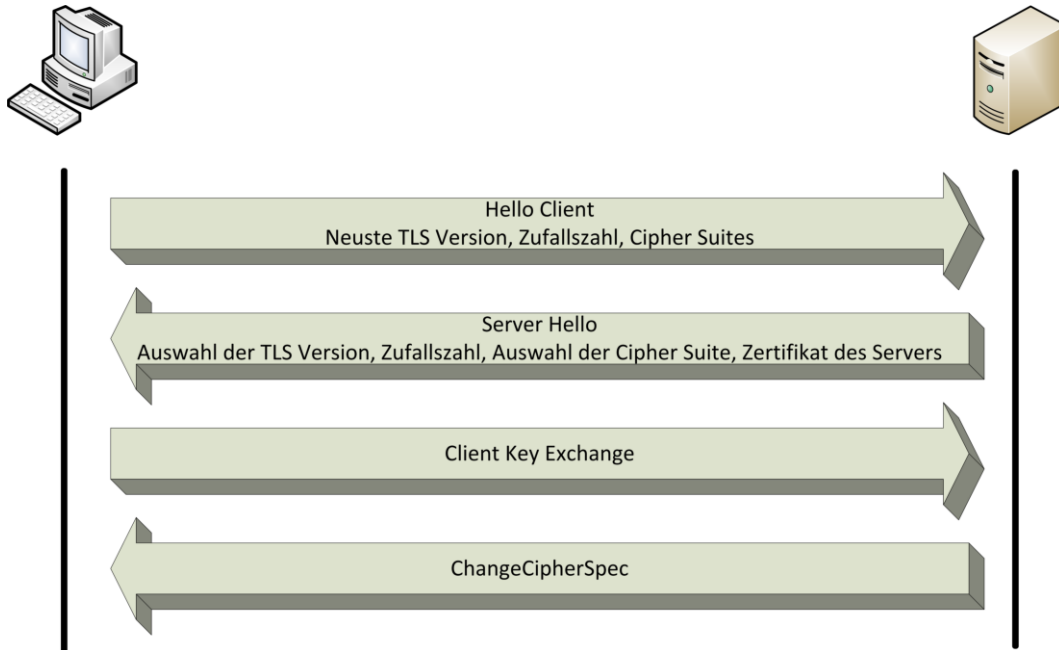 Hello Client
Neuste TLS Version, Zufallszahl, Cipher Suites
Server Hello
Auswahl der TLS Version, Zufallszahl, Auswahl der Cipher Suite, Zertifikat des Servers
Client Key Exchange
ChangeCipherSpec